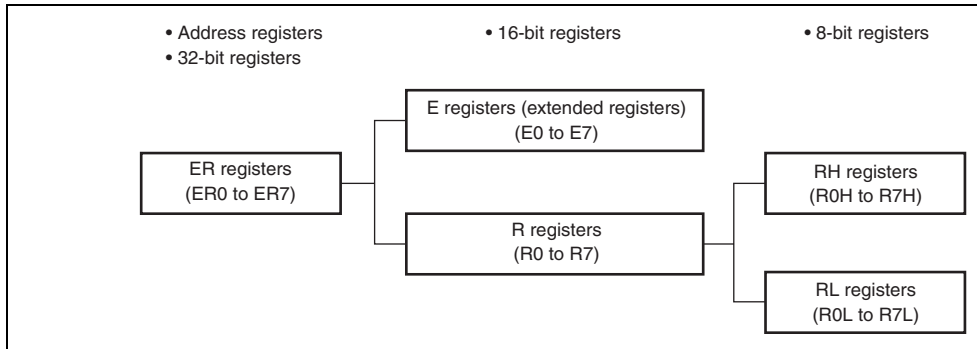 • Address registers
• 32-bit registers
• 16-bit registers
• 8-bit registers
E registers (extended registers)
(E0 to E7)
ER registers
(ER0 to ER7)
RH registers
(R0H to R7H)
R registers
(R0 to R7)
RL registers
(R0L to R7L)